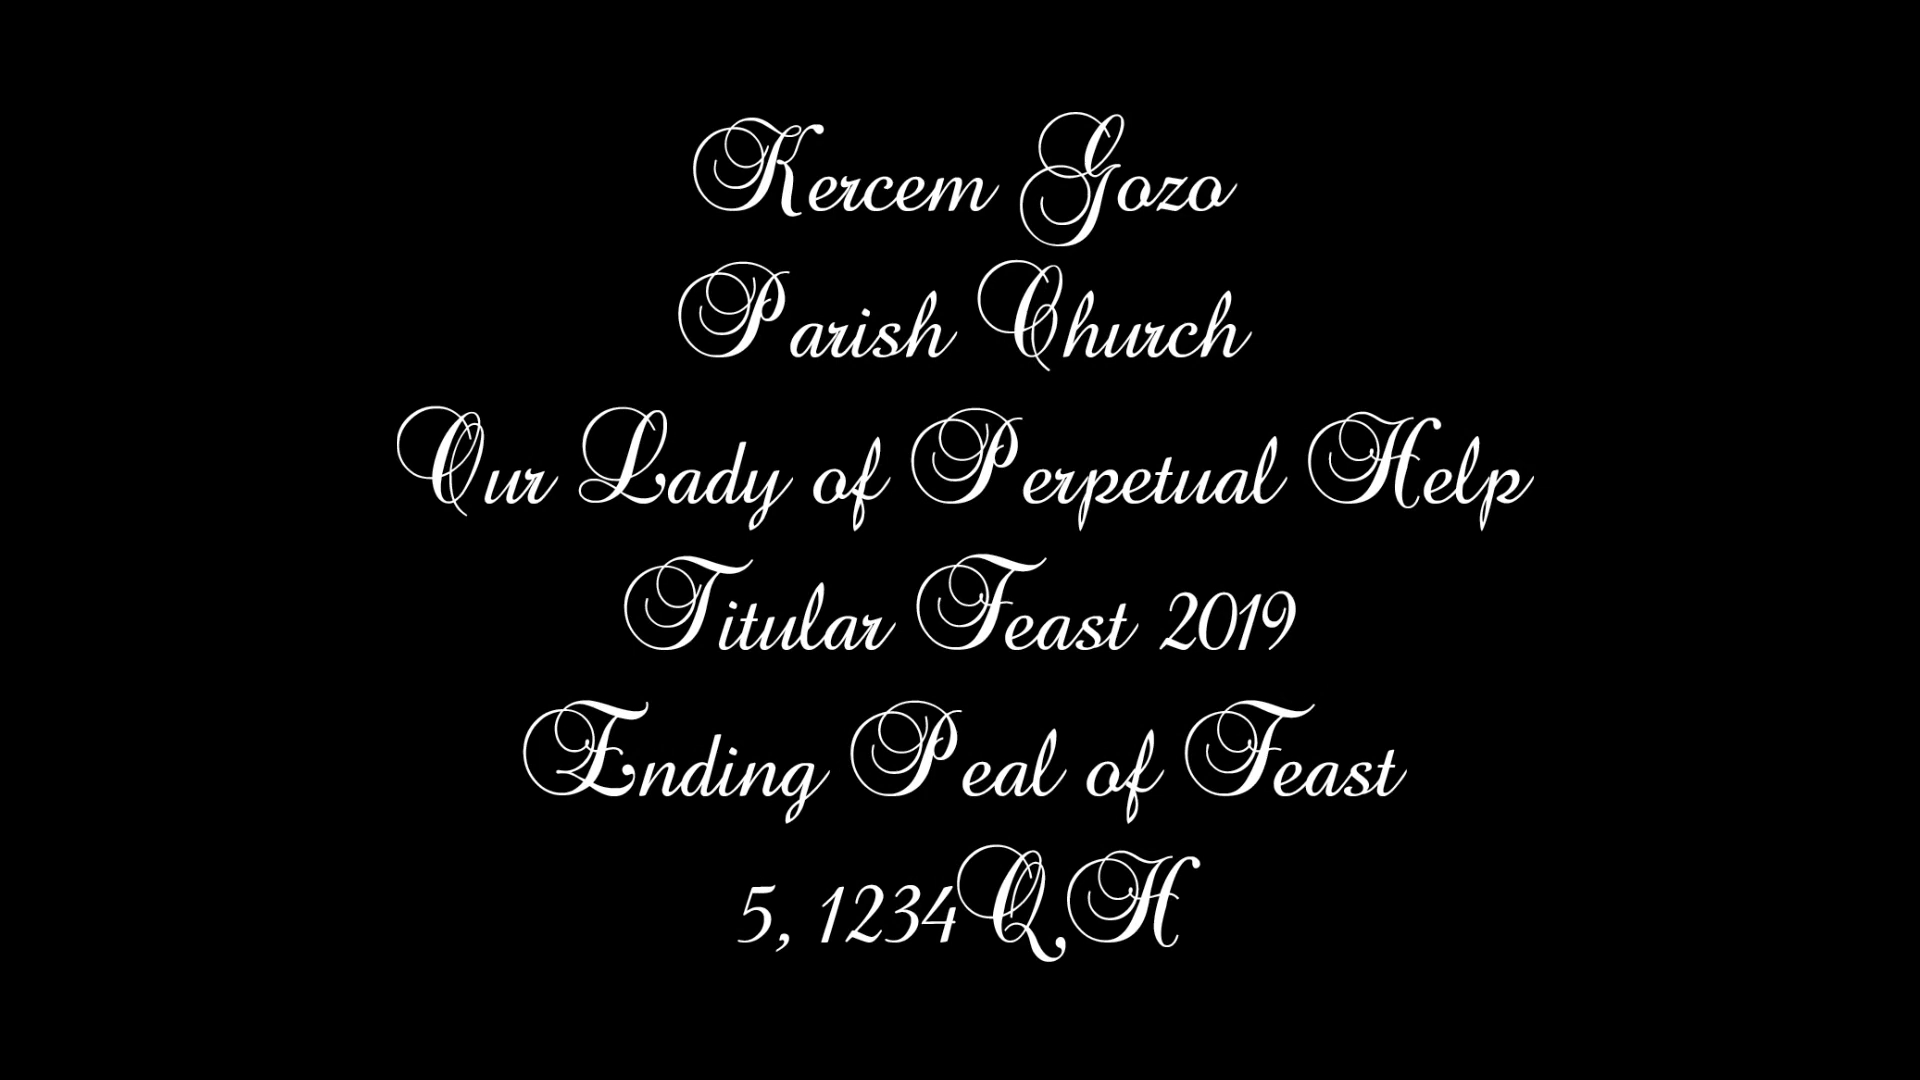 Kercem Gozo
Parish Church
Our Lady of Perpetual Help
Titular Feast 2019
Ending Peal of Feast
5, 1234QH